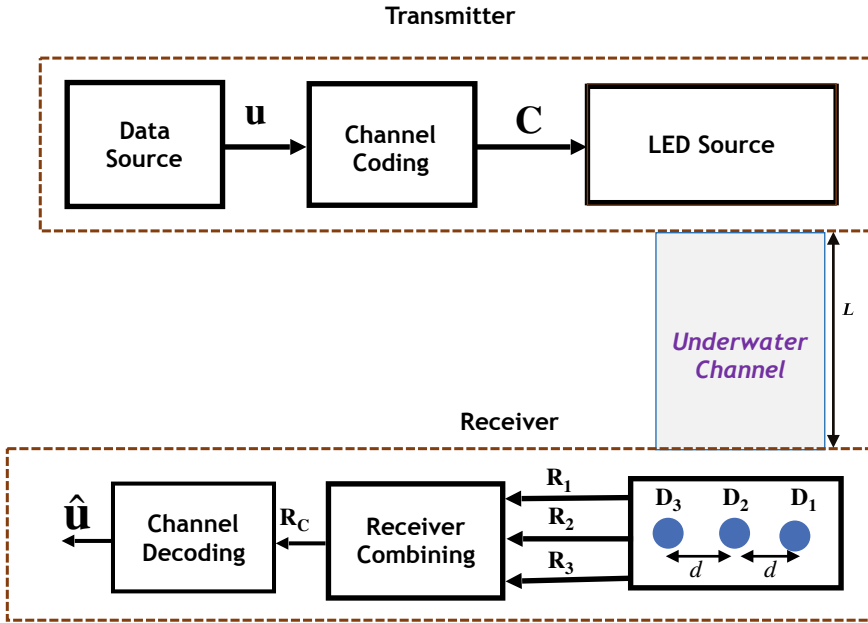 Transmitter
Data
Source
u
Channel
Coding
C
LED Source
L
Underwater
Channel
Receiver
û
Channel
Decoding
R_C
Receiver
Combining
R₁
R₂
R₃
D₃ D₂ D₁
d d